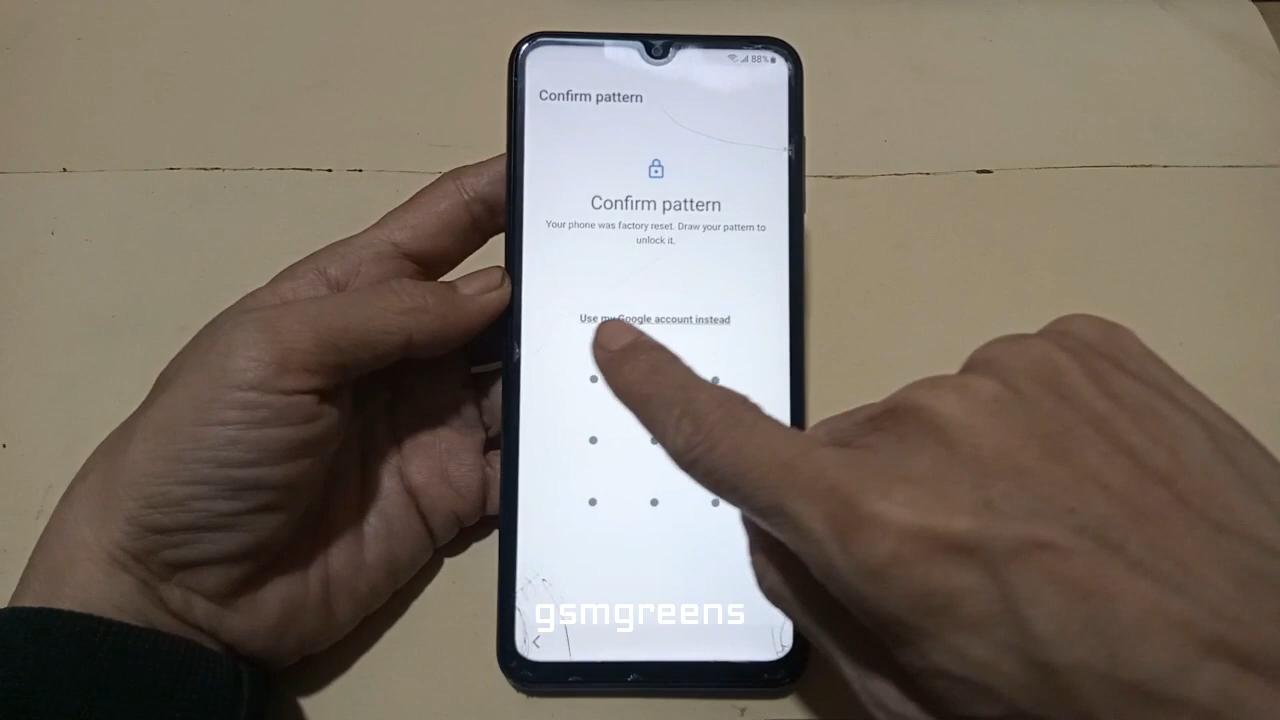 88%
Confirm pattern
Confirm pattern
Your phone was factory reset. Draw your pattern to
unlock it.
Use my Google account instead
gsmgreens